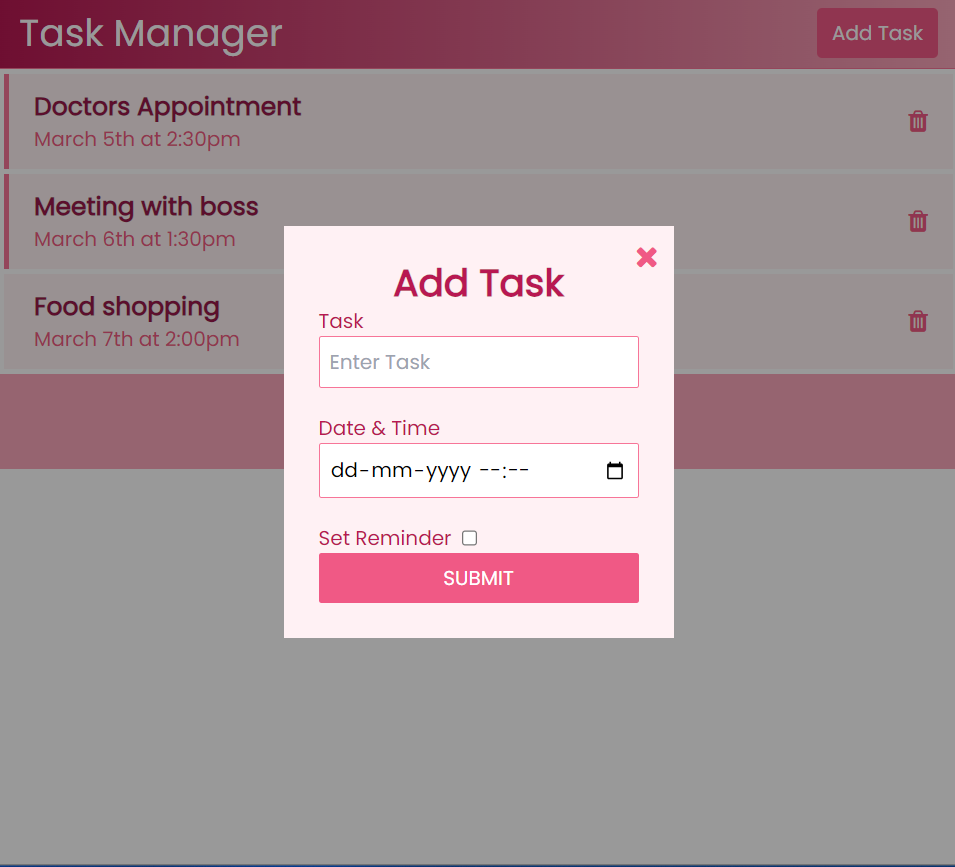 Task Manager
Add Task
Doctors Appointment
March 5th at 2:30pm
Meeting with boss
March 6th at 1:30pm
Food shopping
March 7th at 2:00pm
Add Task
Task
Enter Task
Date & Time
dd-mm-yyyy --:--
Set Reminder
SUBMIT